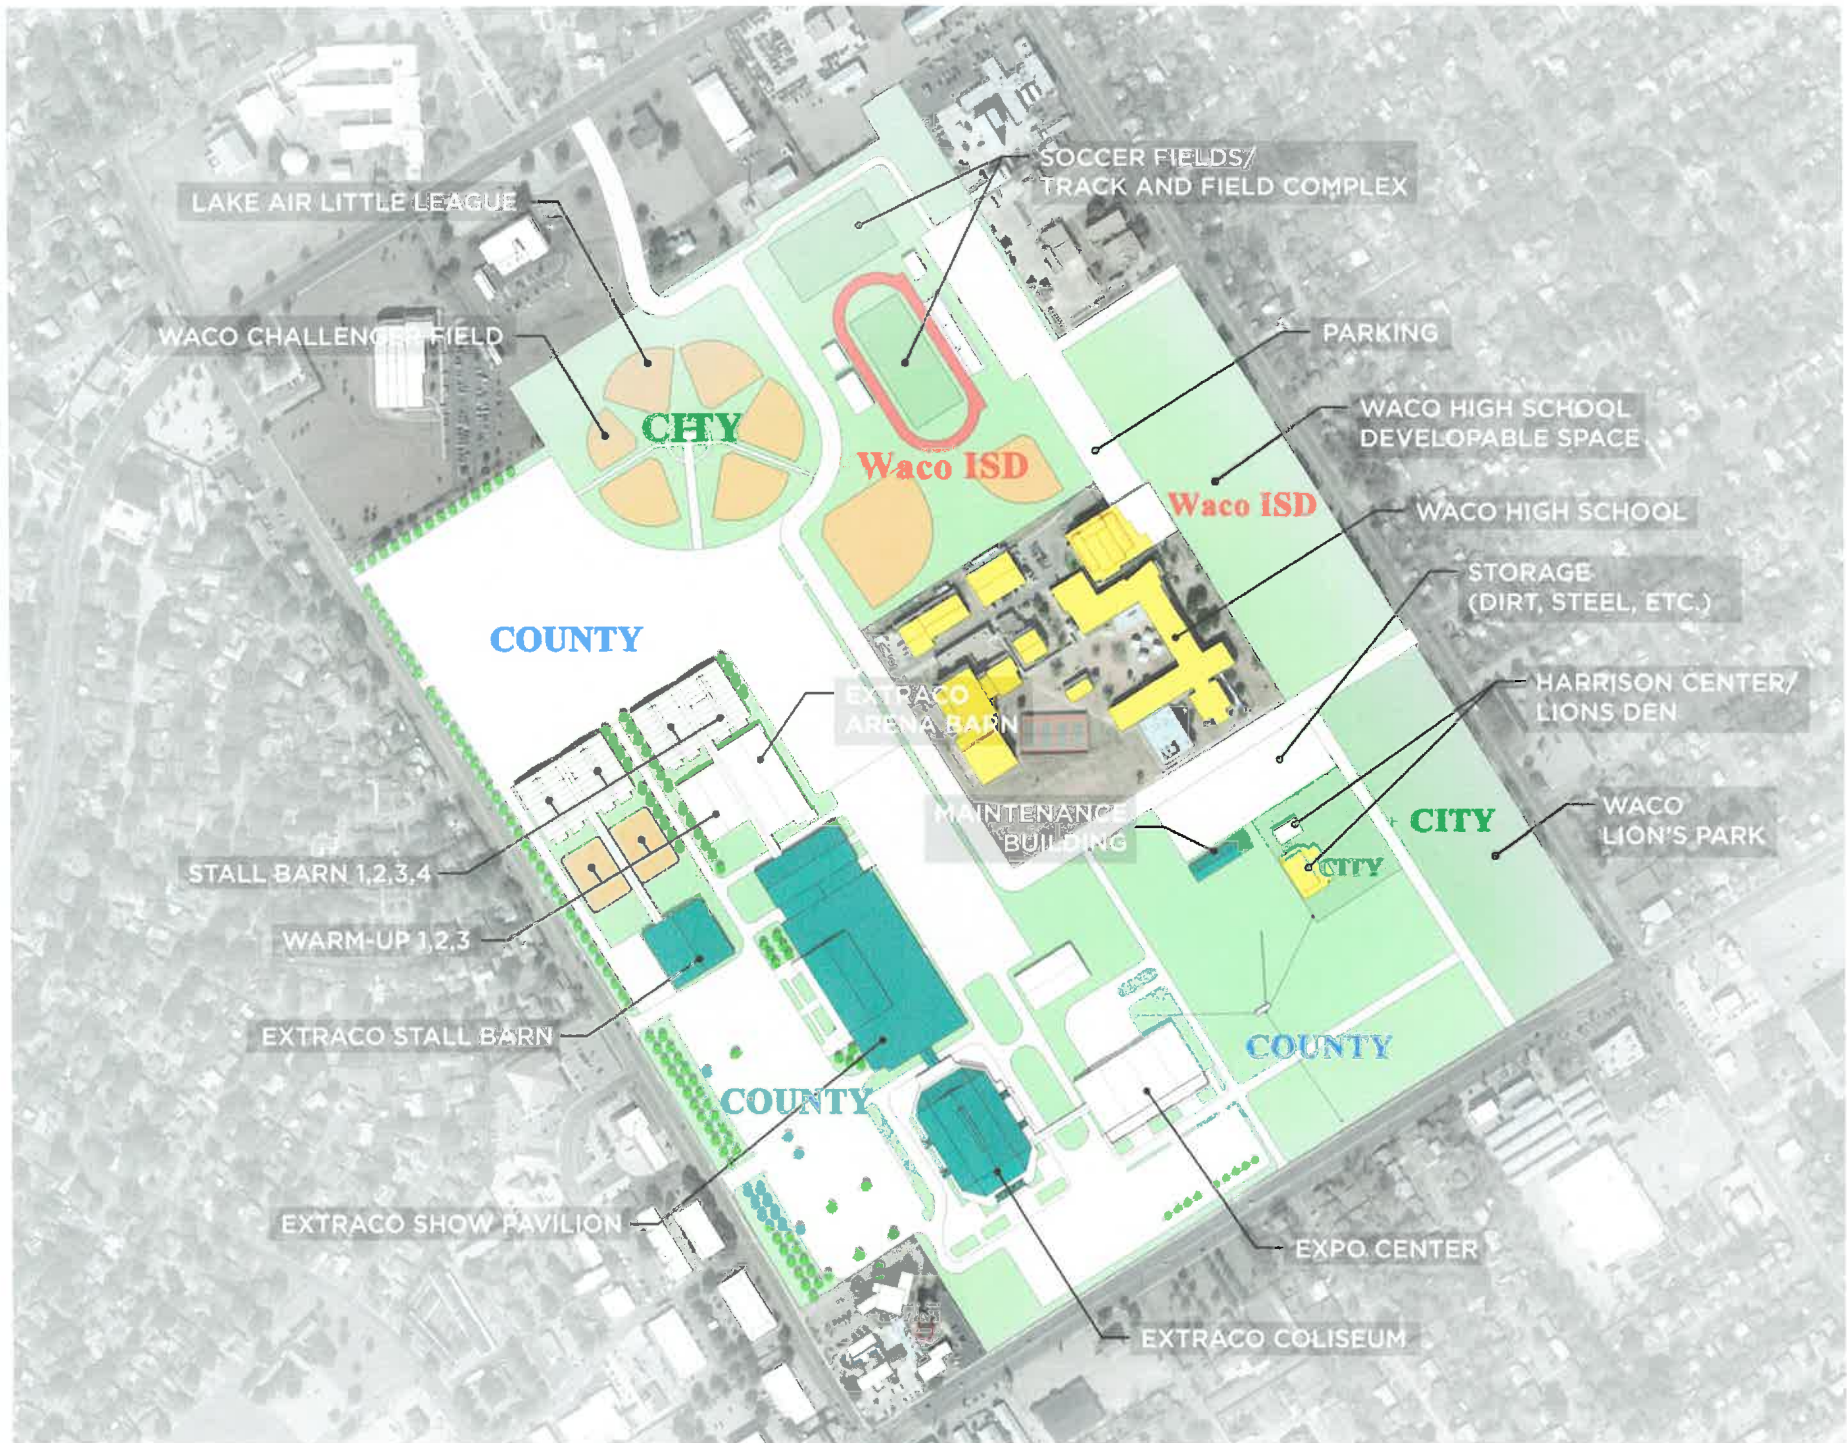 SOCCER FIELDS/
TRACK AND FIELD COMPLEX
LAKE AIR LITTLE LEAGUE
WACO CHALLENGER FIELD
PARKING
WACO HIGH SCHOOL
DEVELOPABLE SPACE
CITY
Waco ISD
Waco ISD
WACO HIGH SCHOOL
STORAGE
(DIRT, STEEL, ETC.)
COUNTY
EXTRACO
ARENA BARN
HARRISON CENTER/
LIONS DEN
MAINTENANCE
BUILDING
CITY
WACO
LION'S PARK
CITY
STALL BARN 1,2,3,4
WARM-UP 1,2,3
EXTRACO STALL BARN
COUNTY
COUNTY
EXTRACO SHOW PAVILION
EXPO CENTER
EXTRACO COLISEUM